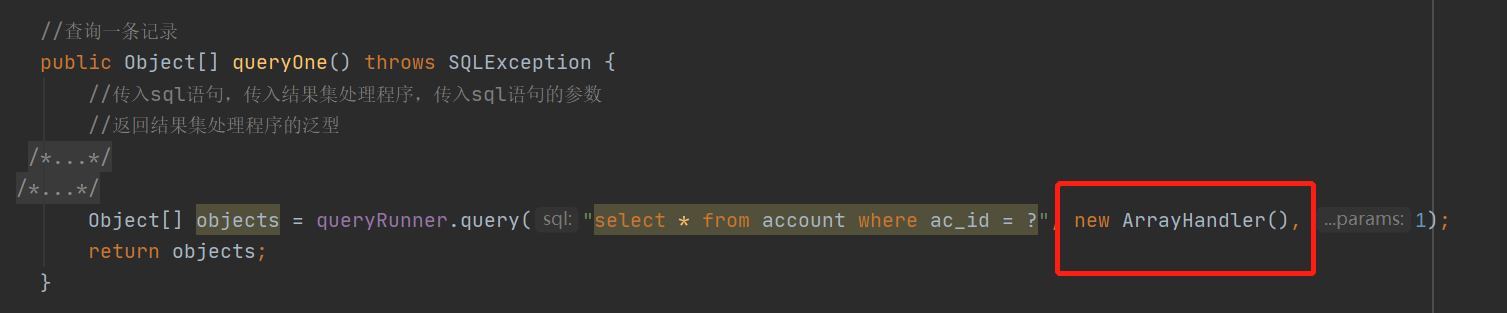 //查询一条记录
public Object[] queryOne() throws SQLException {
//传入sql语句，传入结果集处理程序，传入sql语句的参数
//返回结果集处理程序的泛型
/*...*/
/*...*/
Object[] objects = queryRunner.query( sql: "select * from account where ac_id = ?", new ArrayHandler(), ...params: 1);
return objects;
}